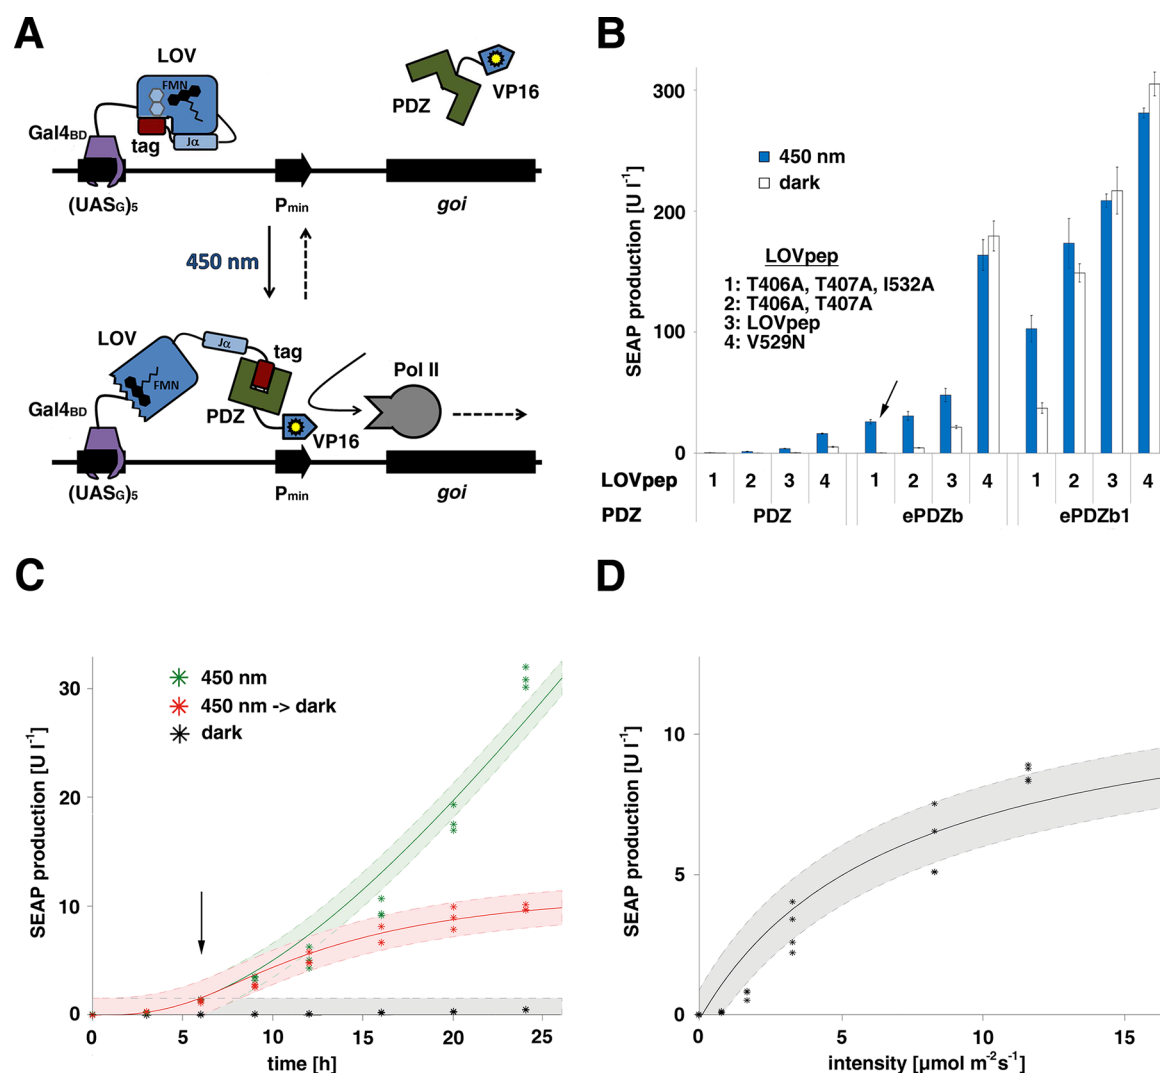 A
LOV
FMN
Gal4BD
tag
Jα
PDZ
VP16
(UASG)5
Pmin
goi
450 nm
LOV
FMN
Jα
tag
Gal4BD
PDZ
VP16
Pol II
(UASG)5
Pmin
goi
B
SEAP production [U l-1]
300
200
100
0
450 nm
dark
LOVpep
1: T406A, T407A, I532A
2: T406A, T407A
3: LOVpep
4: V529N
LOVpep 1 2 3 4 1 2 3 4 1 2 3 4
PDZ PDZ ePDZb ePDZb1
C
SEAP production [U l-1]
30
20
10
0
450 nm
450 nm -> dark
dark
0 5 10 15 20 25
time [h]
D
SEAP production [U l-1]
10
5
0
0 5 10 15
intensity [µmol m-2s-1]